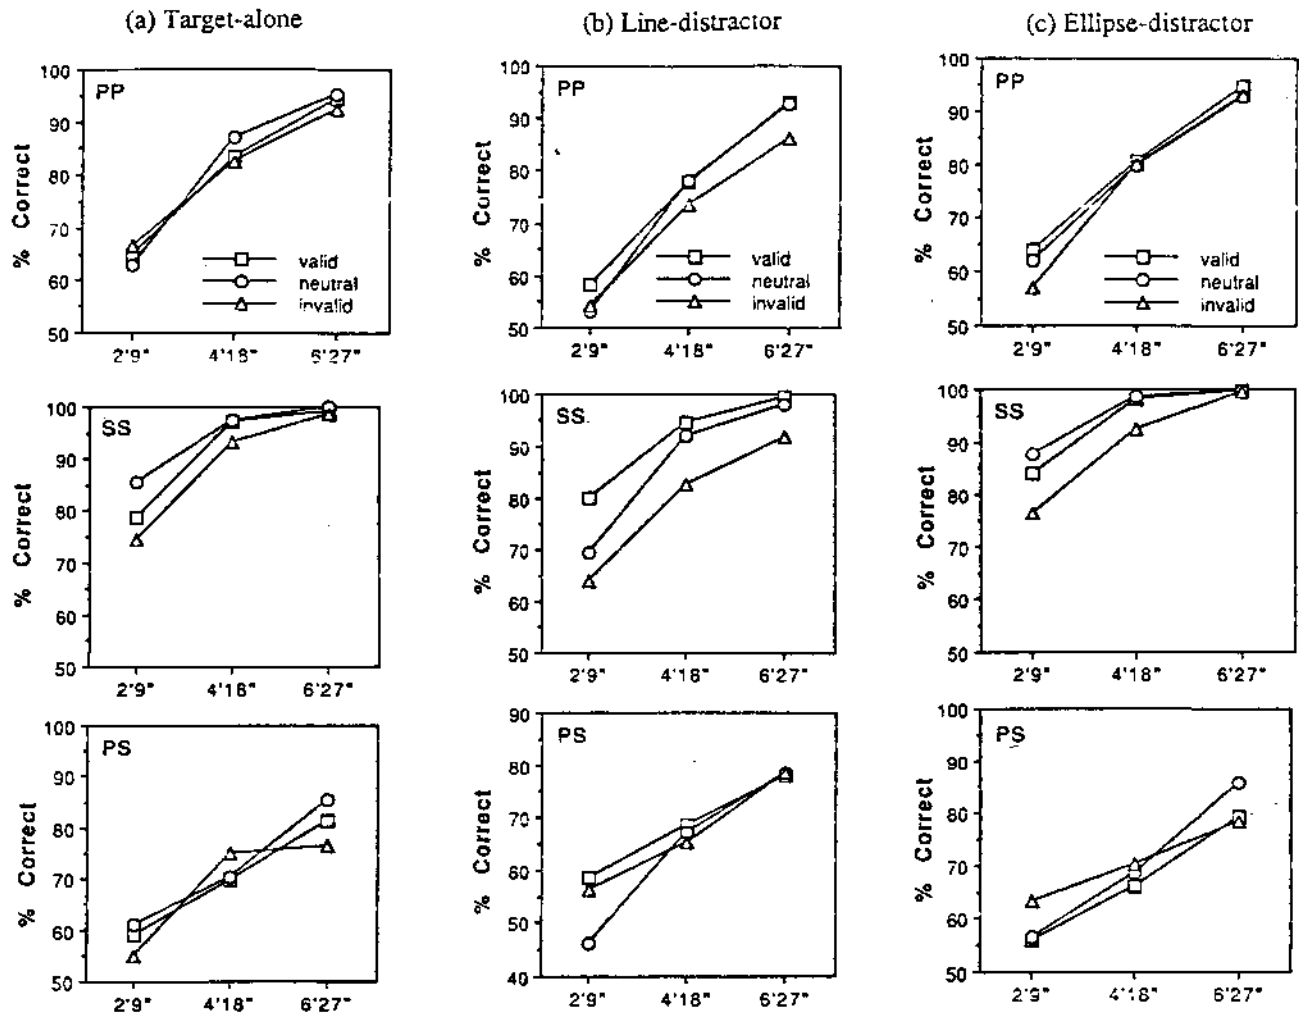 (a) Target-alone
(b) Line-distractor
(c) Ellipse-distractor
PP
% Correct
100
90
80
70
60
50
valid
neutral
invalid
2'9"
4'18"
6'27"
PP
% Correct
100
90
80
70
60
50
valid
neutral
invalid
2'9"
4'18"
6'27"
PP
% Correct
100
90
80
70
60
50
valid
neutral
invalid
2'9"
4'18"
6'27"
SS
% Correct
100
90
80
70
60
50
2'9"
4'18"
6'27"
SS
% Correct
100
90
80
70
60
50
2'9"
4'18"
6'27"
SS
% Correct
100
90
80
70
60
50
2'9"
4'18"
6'27"
PS
% Correct
100
90
80
70
60
50
2'9"
4'18"
6'27"
PS
% Correct
90
80
70
60
50
40
2'9"
4'18"
6'27"
PS
% Correct
100
90
80
70
60
50
2'9"
4'18"
6'27"